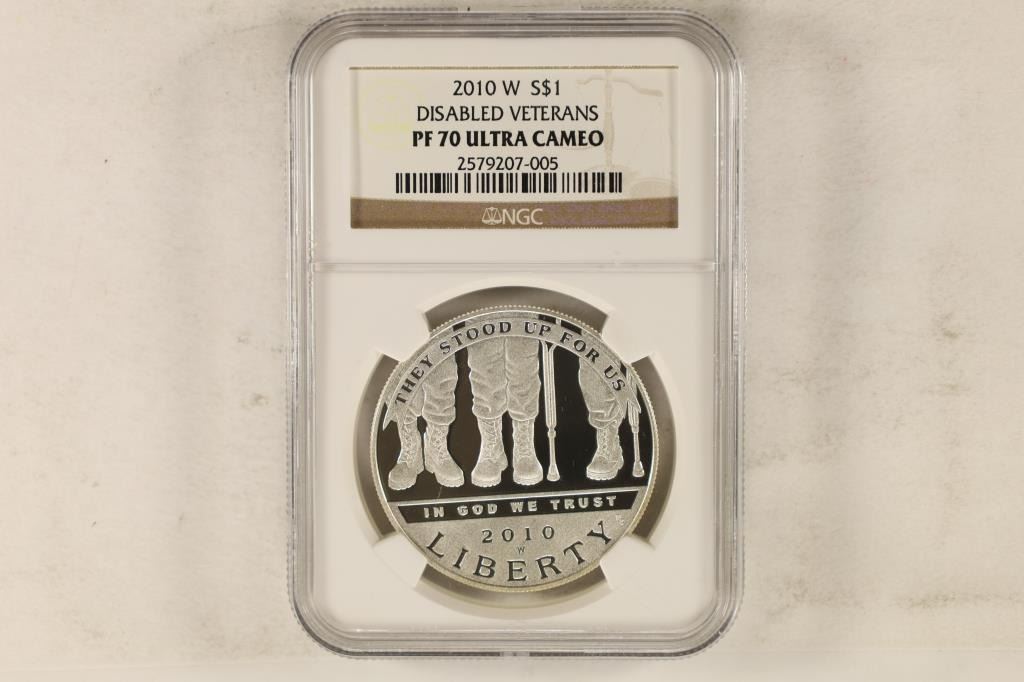 2010 W S$1
DISABLED VETERANS
PF 70 ULTRA CAMEO
2579207-005
NGC
THEY STOOD UP FOR US
IN GOD WE TRUST
2010
W
LIBERTY